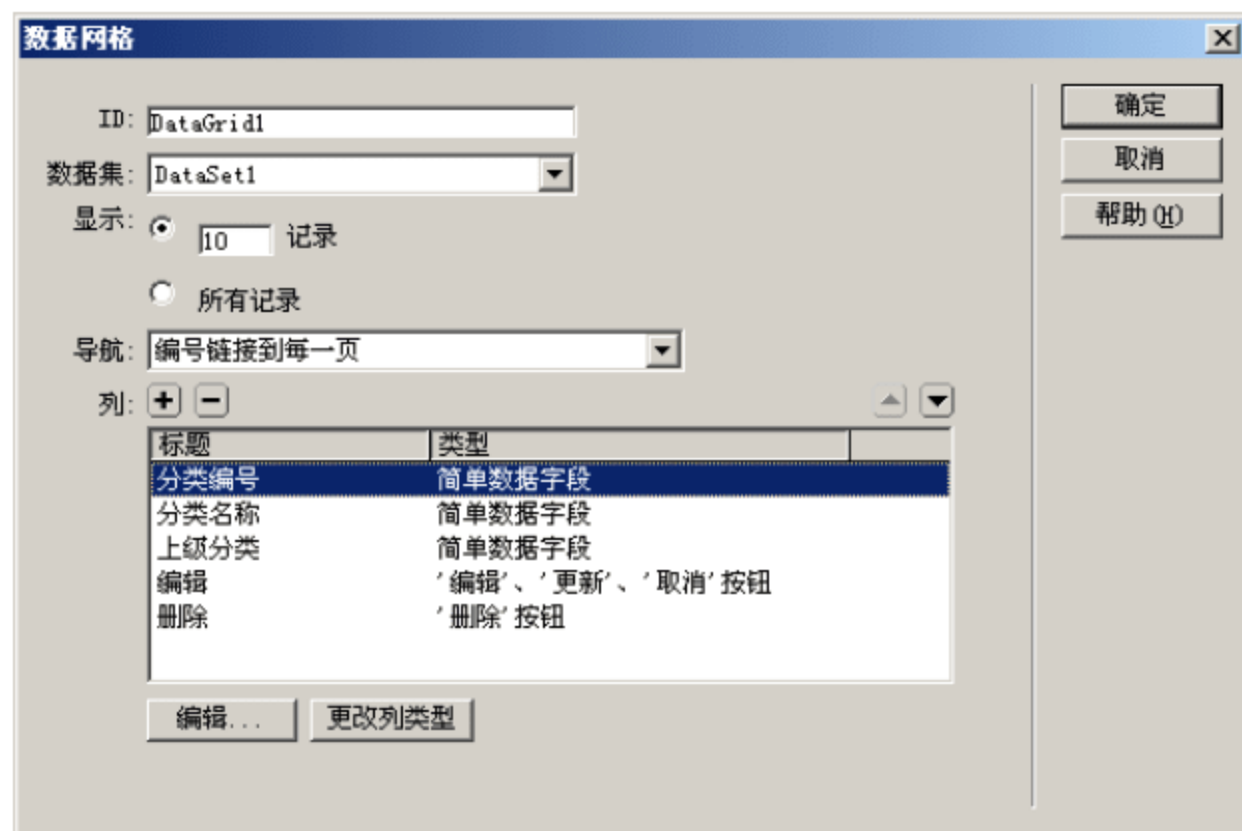 数据网格
ID: DataGrid1
确定
数据集: DataSet1
取消
显示: 10 记录
帮助(H)
所有记录
导航: 编号链接到每一页
列:
标题 类型
分类编号 简单数据字段
分类名称 简单数据字段
上级分类 简单数据字段
编辑 '编辑'、'更新'、'取消'按钮
删除 '删除'按钮
编辑... 更改列类型